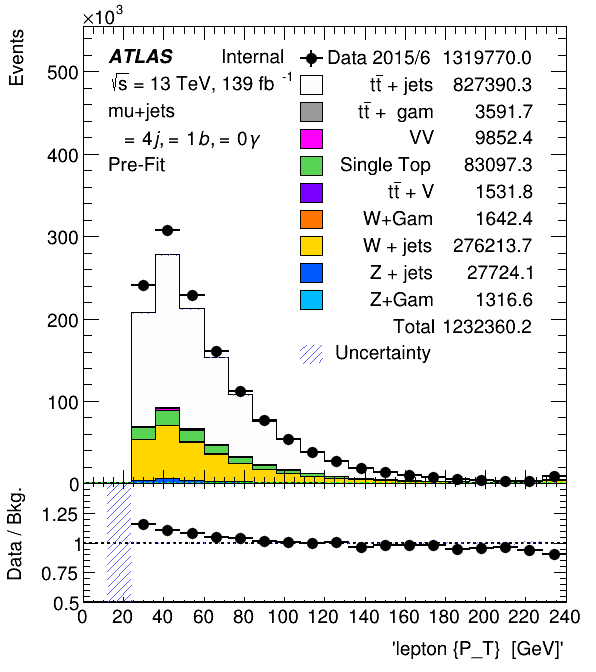 ×10³
Events
ATLAS Internal
√s = 13 TeV, 139 fb⁻¹
mu+jets
= 4j, = 1b, = 0γ
Pre-Fit
Data 2015/6 1319770.0
tt̄ + jets 827390.3
tt̄ + gam 3591.7
VV 9852.4
Single Top 83097.3
tt̄ + V 1531.8
W+Gam 1642.4
W + jets 276213.7
Z + jets 27724.1
Z+Gam 1316.6
Total 1232360.2
Uncertainty
500
400
300
200
100
0
Data / Bkg.
1.25
1
0.75
0.5
0 20 40 60 80 100 120 140 160 180 200 220 240
'lepton {P_T} [GeV]'